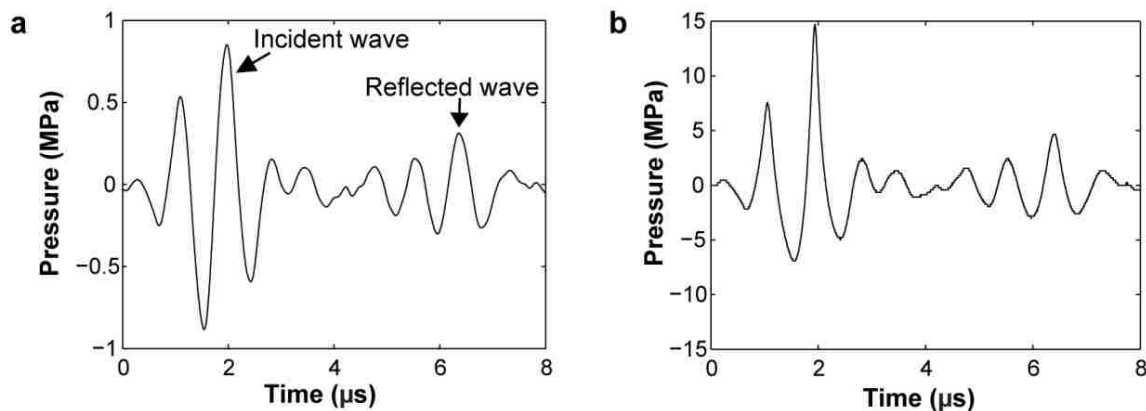 a
Pressure (MPa)
1
0.5
0
−0.5
−1
Incident wave
Reflected wave
0 2 4 6 8
Time (µs)
b
Pressure (MPa)
15
10
5
0
−5
−10
−15
0 2 4 6 8
Time (µs)